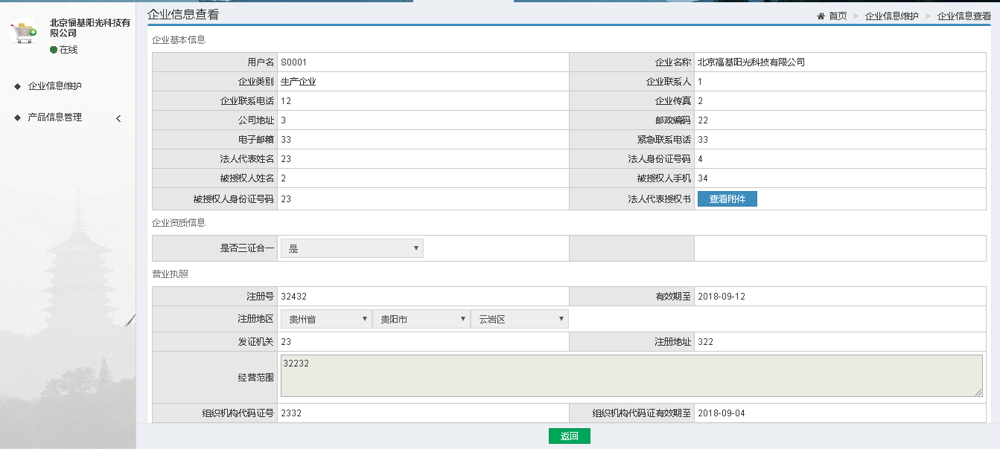 北京福基阳光科技有
限公司
在线
企业信息维护
产品信息管理
企业信息查看
首页 > 企业信息维护 > 企业信息查看
企业基本信息
用户名 S0001 企业名称 北京福基阳光科技有限公司
企业类别 生产企业 企业联系人 1
企业联系电话 12 企业传真 2
公司地址 3 邮政编码 22
电子邮箱 33 紧急联系电话 33
法人代表姓名 23 法人身份证号码 4
被授权人姓名 2 被授权人手机 34
被授权人身份证号码 23 法人代表授权书 查看附件
企业资质信息
是否三证合一 是
营业执照
注册号 32432 有效期至 2018-09-12
注册地区 贵州省 贵阳市 云岩区
发证机关 23 注册地址 322
经营范围 32232
组织机构代码证号 2332 组织机构代码证有效期至 2018-09-04
返回